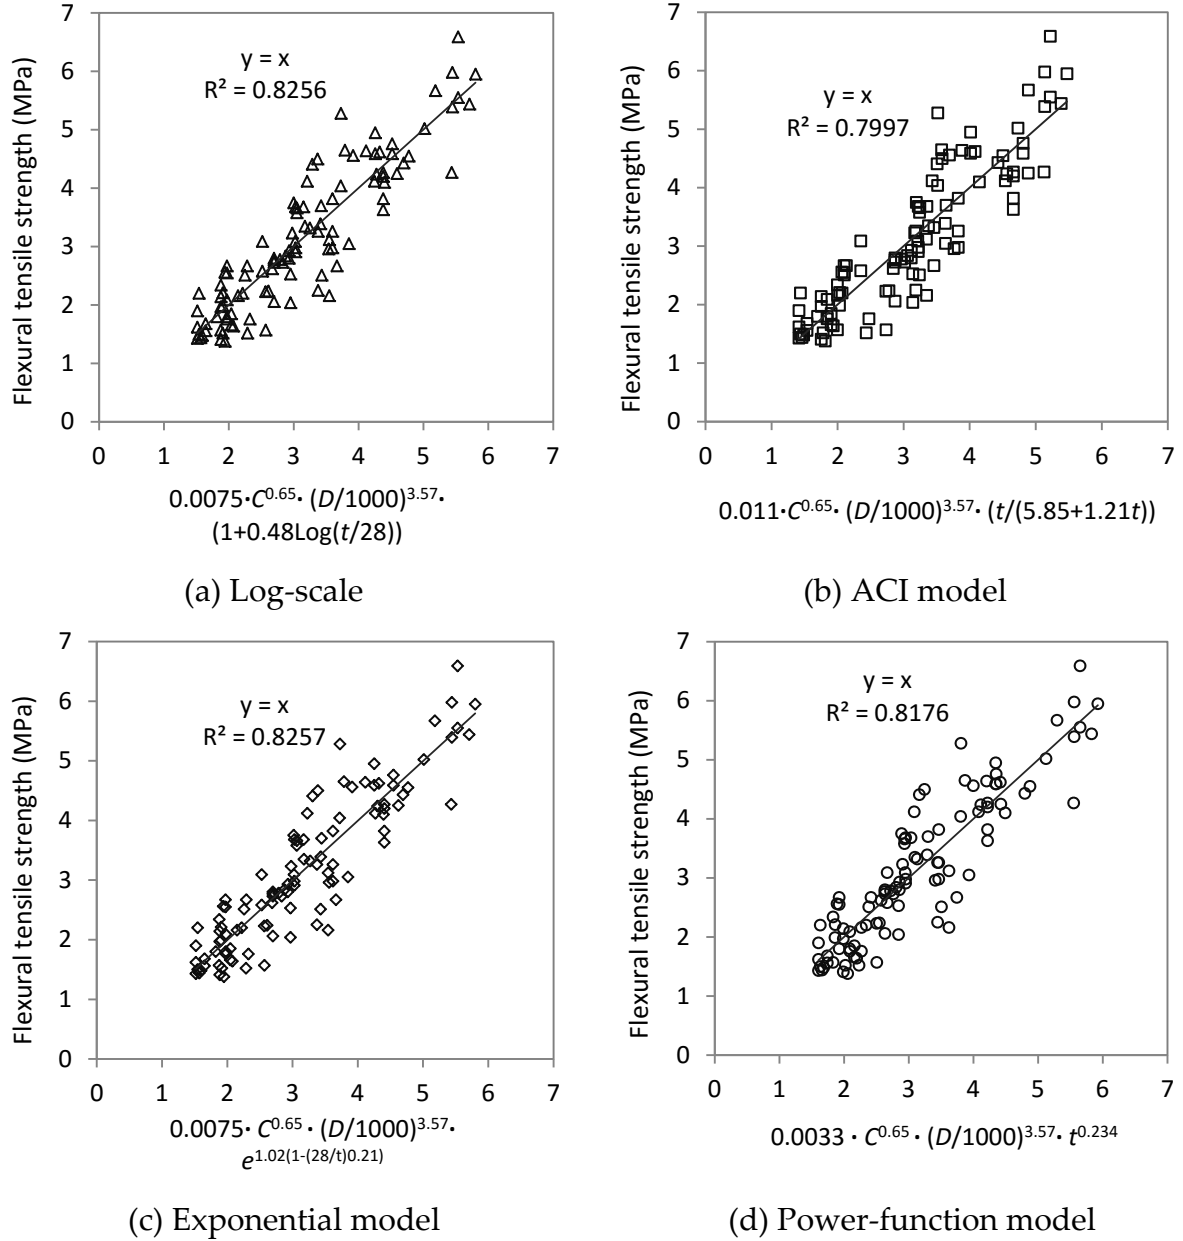 7
6
5
4
3
2
1
0
Flexural tensile strength (MPa)
y = x
R² = 0.8256
0 1 2 3 4 5 6 7
0.0075·C^0.65· (D/1000)^3.57·
(1+0.48Log(t/28))
(a) Log-scale
7
6
5
4
3
2
1
0
Flexural tensile strength (MPa)
y = x
R² = 0.7997
0 1 2 3 4 5 6 7
0.011·C^0.65· (D/1000)^3.57· (t/(5.85+1.21t))
(b) ACI model
7
6
5
4
3
2
1
0
Flexural tensile strength (MPa)
y = x
R² = 0.8257
0 1 2 3 4 5 6 7
0.0075· C^0.65· (D/1000)^3.57·
e^1.02(1-(28/t)0.21)
(c) Exponential model
7
6
5
4
3
2
1
0
Flexural tensile strength (MPa)
y = x
R² = 0.8176
0 1 2 3 4 5 6 7
0.0033 · C^0.65· (D/1000)^3.57· t^0.234
(d) Power-function model